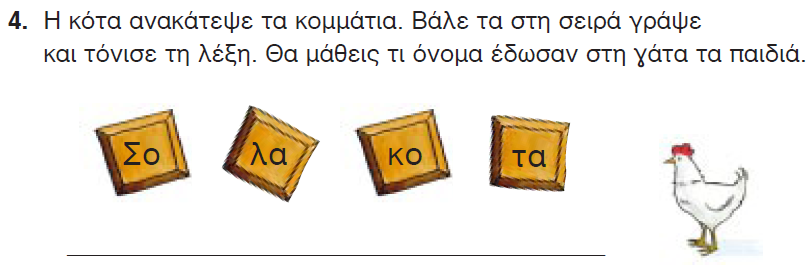 4. Η κότα ανακάτεψε τα κομμάτια. Βάλε τα στη σειρά γράψε
και τόνισε τη λέξη. Θα μάθεις τι όνομα έδωσαν στη γάτα τα παιδιά.
Σο λα κο τα